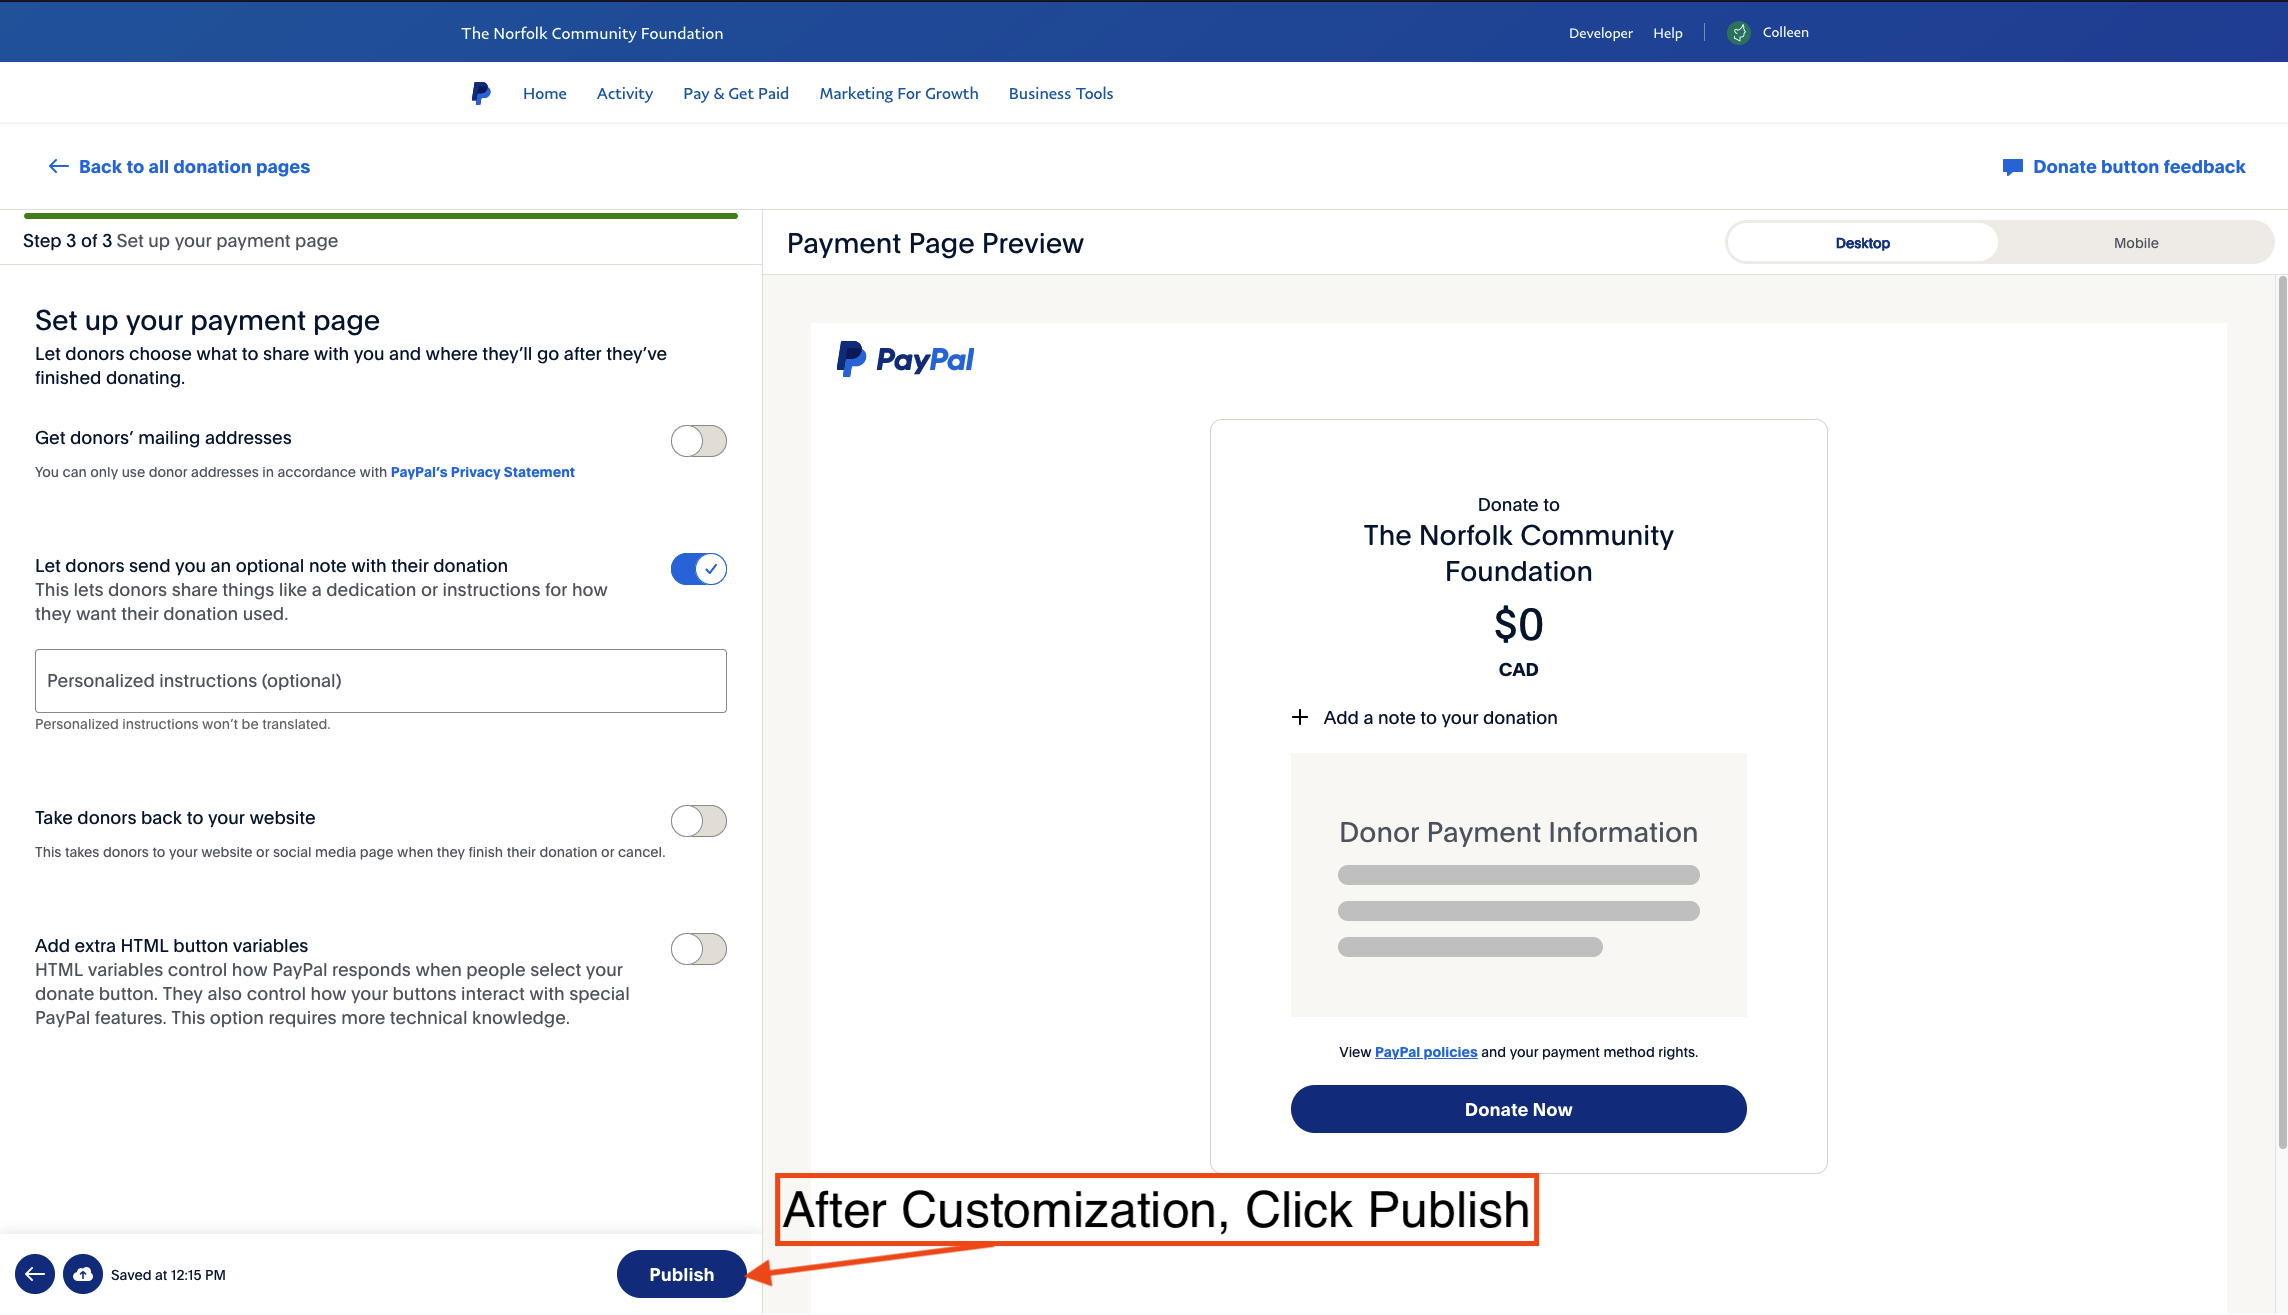 The Norfolk Community Foundation
Developer Help Colleen
Home Activity Pay & Get Paid Marketing For Growth Business Tools
Back to all donation pages
Donate button feedback
Step 3 of 3 Set up your payment page
Set up your payment page
Let donors choose what to share with you and where they’ll go after they’ve
finished donating.
Get donors’ mailing addresses
You can only use donor addresses in accordance with PayPal’s Privacy Statement
Let donors send you an optional note with their donation
This lets donors share things like a dedication or instructions for how
they want their donation used.
Personalized instructions (optional)
Personalized instructions won’t be translated.
Take donors back to your website
This takes donors to your website or social media page when they finish their donation or cancel.
Add extra HTML button variables
HTML variables control how PayPal responds when people select your
donate button. They also control how your buttons interact with special
PayPal features. This option requires more technical knowledge.
Saved at 12:15 PM
Publish
Payment Page Preview
Desktop Mobile
PayPal
Donate to
The Norfolk Community
Foundation
$0
CAD
Add a note to your donation
Donor Payment Information
View PayPal policies and your payment method rights.
Donate Now
After Customization, Click Publish